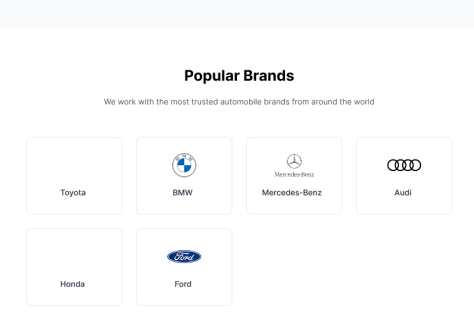 Popular Brands
We work with the most trusted automobile brands from around the world
Mercedes-Benz
Toyota
BMW
Mercedes-Benz
Audi
Ford
Honda
Ford